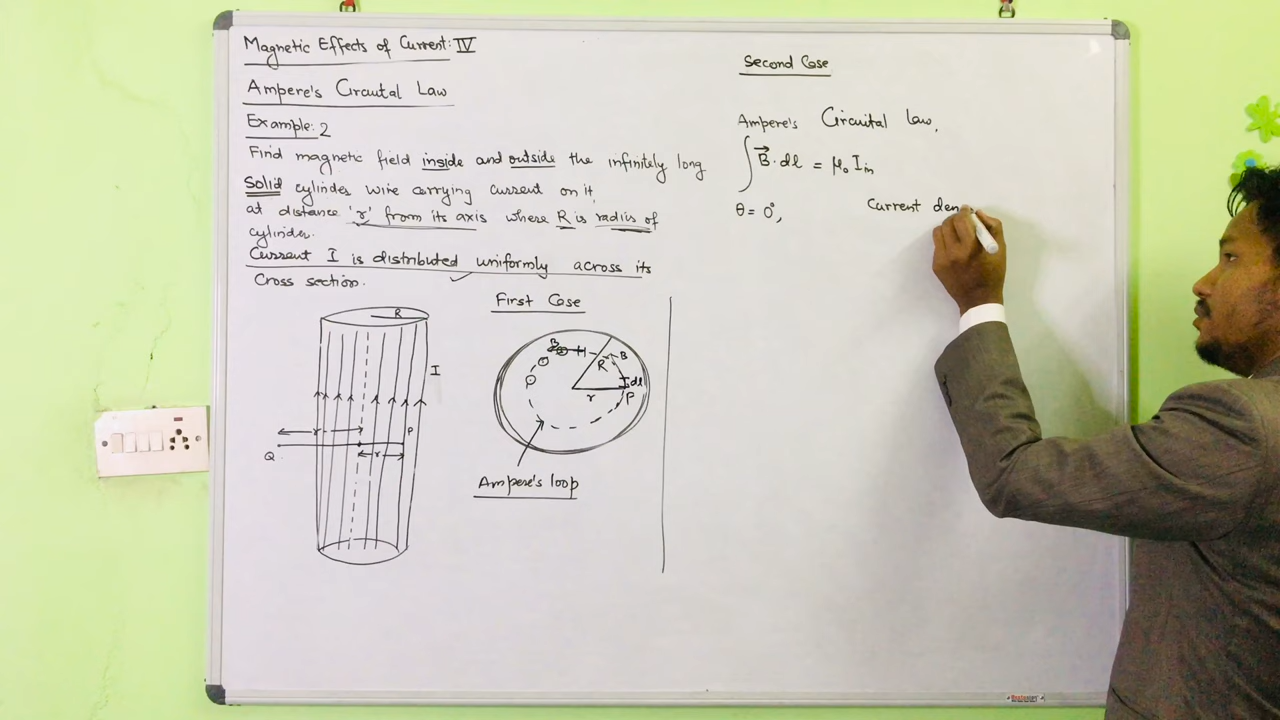 Magnetic Effects of Current: IV
Ampere's Circuital Law
Example: 2
Find magnetic field inside and outside the infinitely long
Solid cylinder wire carrying current on it,
at distance 'r' from its axis where R is radius of
cylinder.
Current I is distributed uniformly across its
Cross section.
R
I
r
P
Q
r
First Case
B
R
B
dl
r
P
Ampere's loop
Second Case
Ampere's Circuital law,
∫ B⃗ · dl = μ₀ Iin
θ = 0°,
Current den